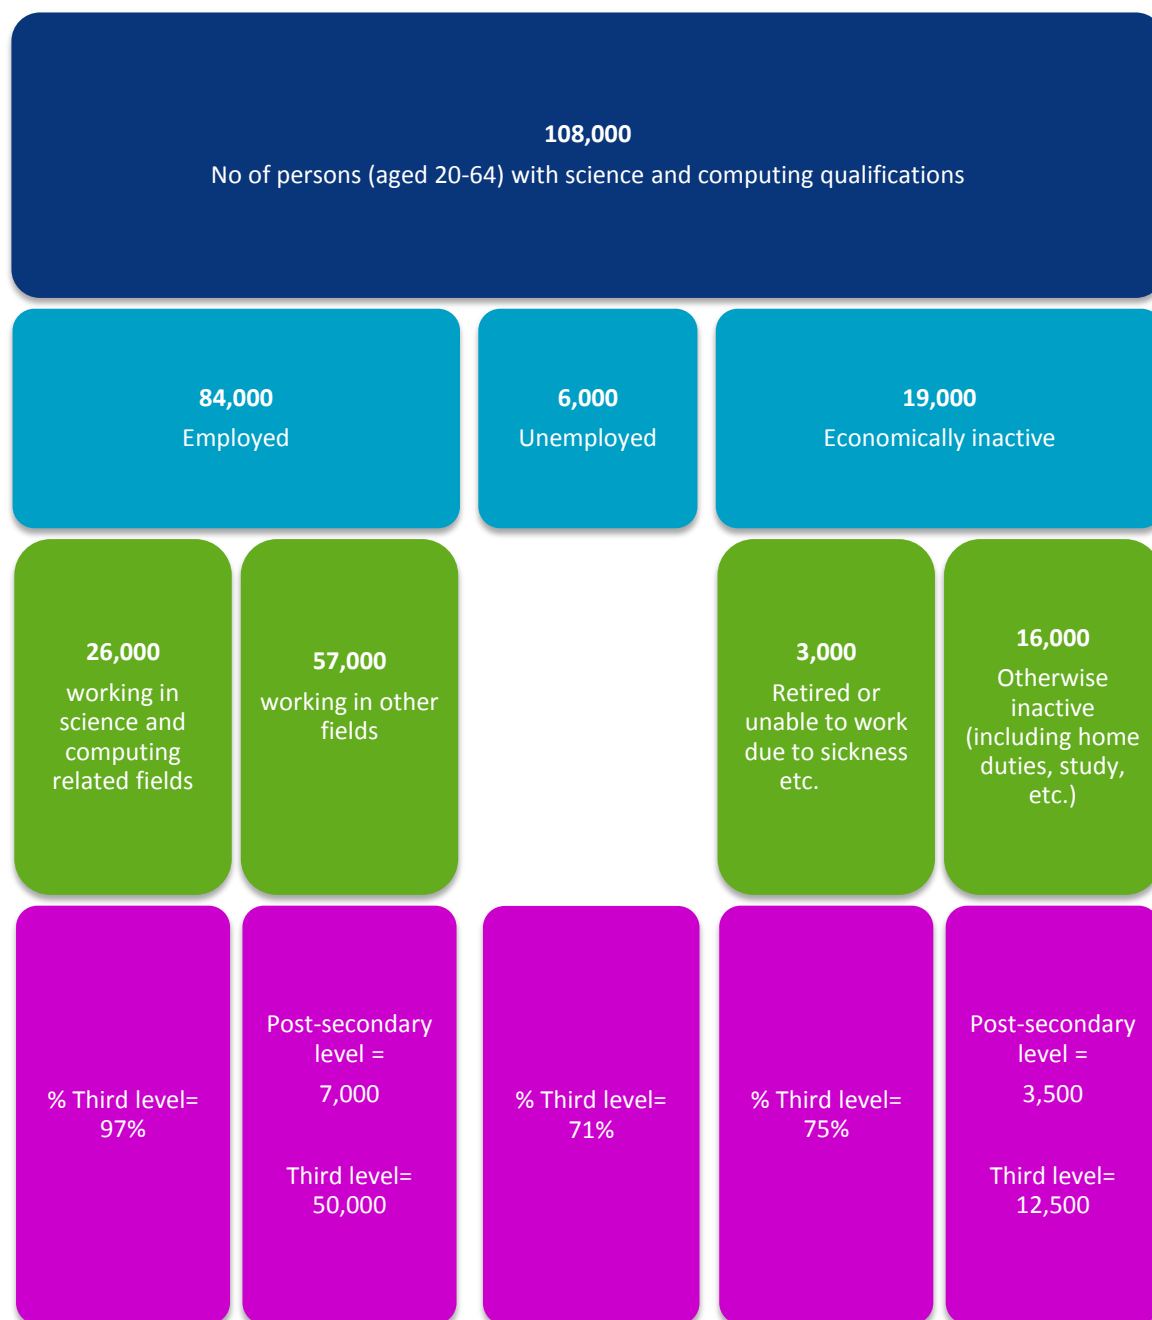 108,000
No of persons (aged 20-64) with science and computing qualifications
84,000
Employed
6,000
Unemployed
19,000
Economically inactive
26,000
working in
science and
computing
related fields
57,000
working in other
fields
3,000
Retired or
unable to work
due to sickness
etc.
16,000
Otherwise
inactive
(including home
duties, study,
etc.)
% Third level=
97%
Post-secondary
level =
7,000
Third level=
50,000
% Third level=
71%
% Third level=
75%
Post-secondary
level =
3,500
Third level=
12,500